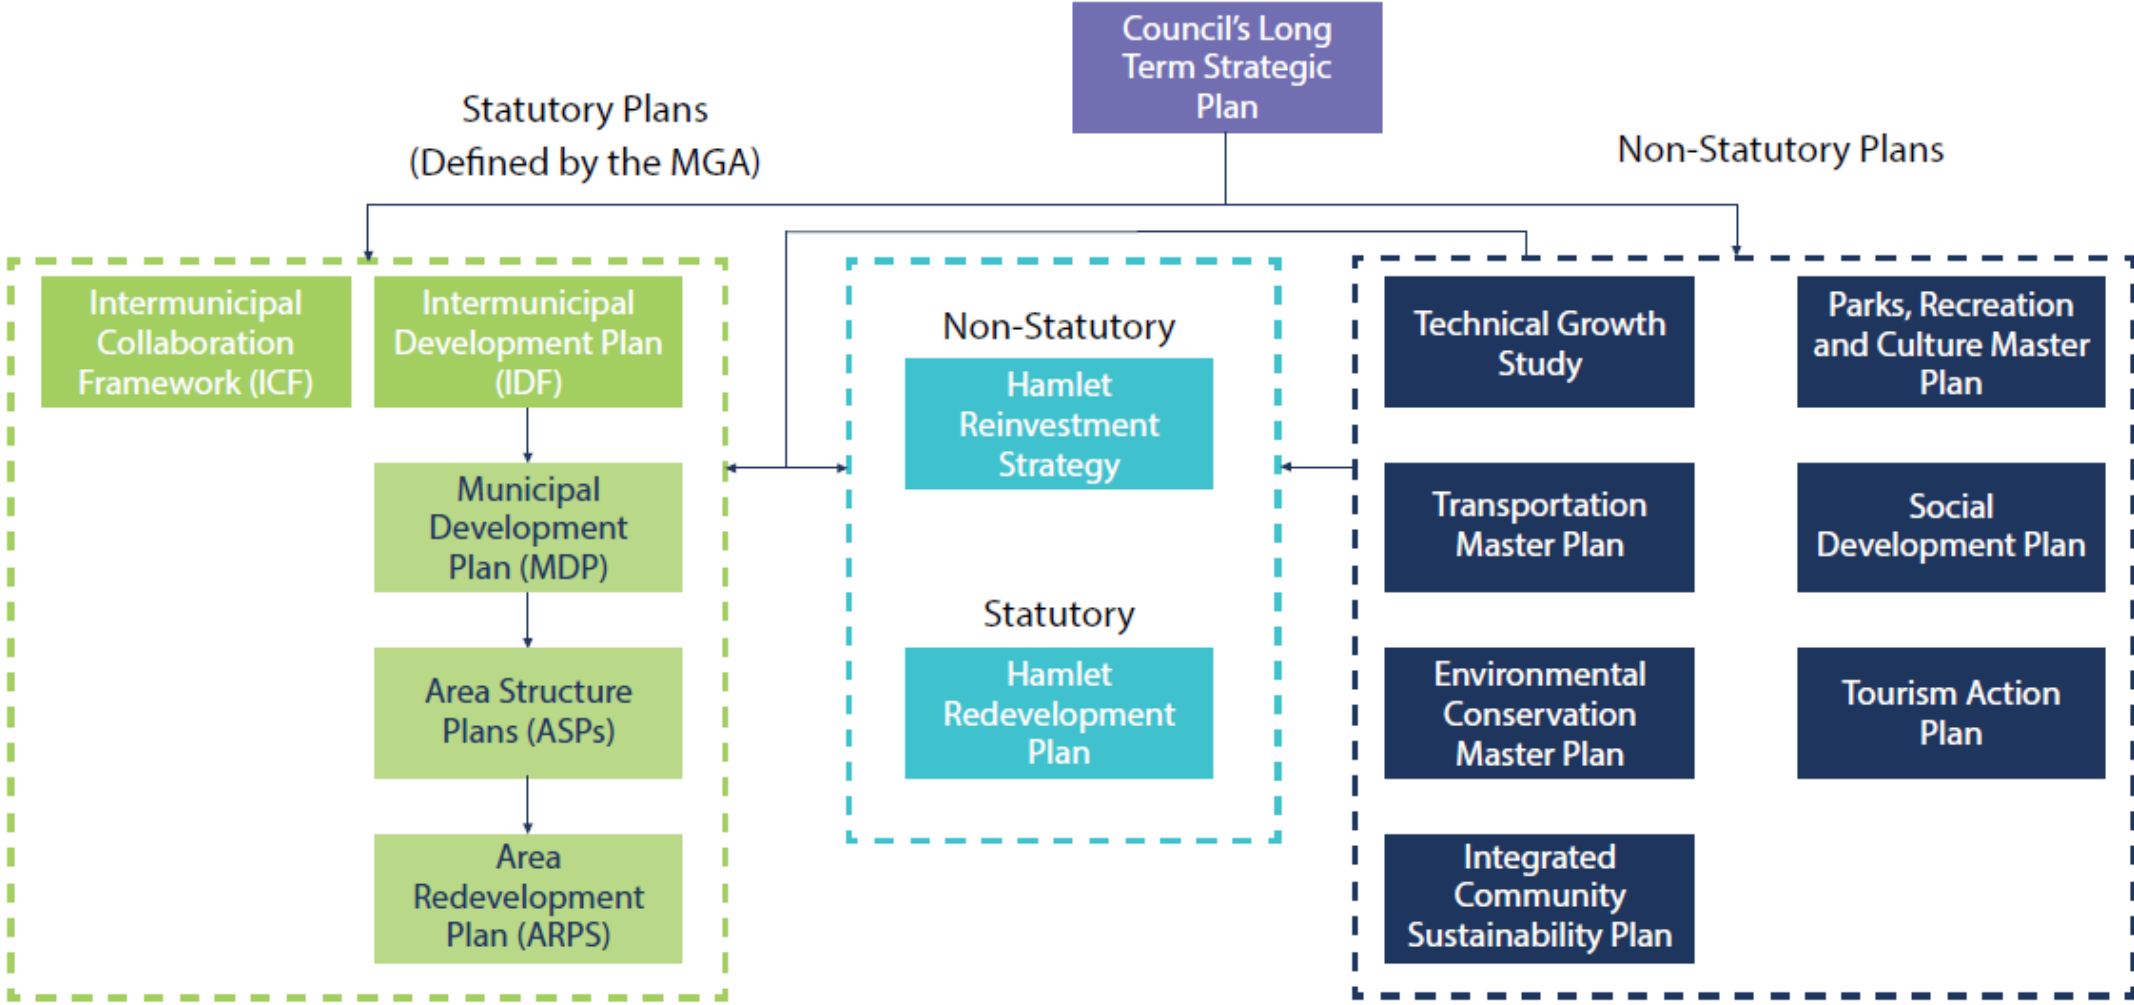 Council's Long
Term Strategic
Plan
Statutory Plans
(Defined by the MGA)
Non-Statutory Plans
Intermunicipal
Collaboration
Framework (ICF)
Intermunicipal
Development Plan
(IDF)
Municipal
Development
Plan (MDP)
Area Structure
Plans (ASPs)
Area
Redevelopment
Plan (ARPS)
Non-Statutory
Hamlet
Reinvestment
Strategy
Statutory
Hamlet
Redevelopment
Plan
Technical Growth
Study
Transportation
Master Plan
Environmental
Conservation
Master Plan
Integrated
Community
Sustainability Plan
Parks, Recreation
and Culture Master
Plan
Social
Development Plan
Tourism Action
Plan